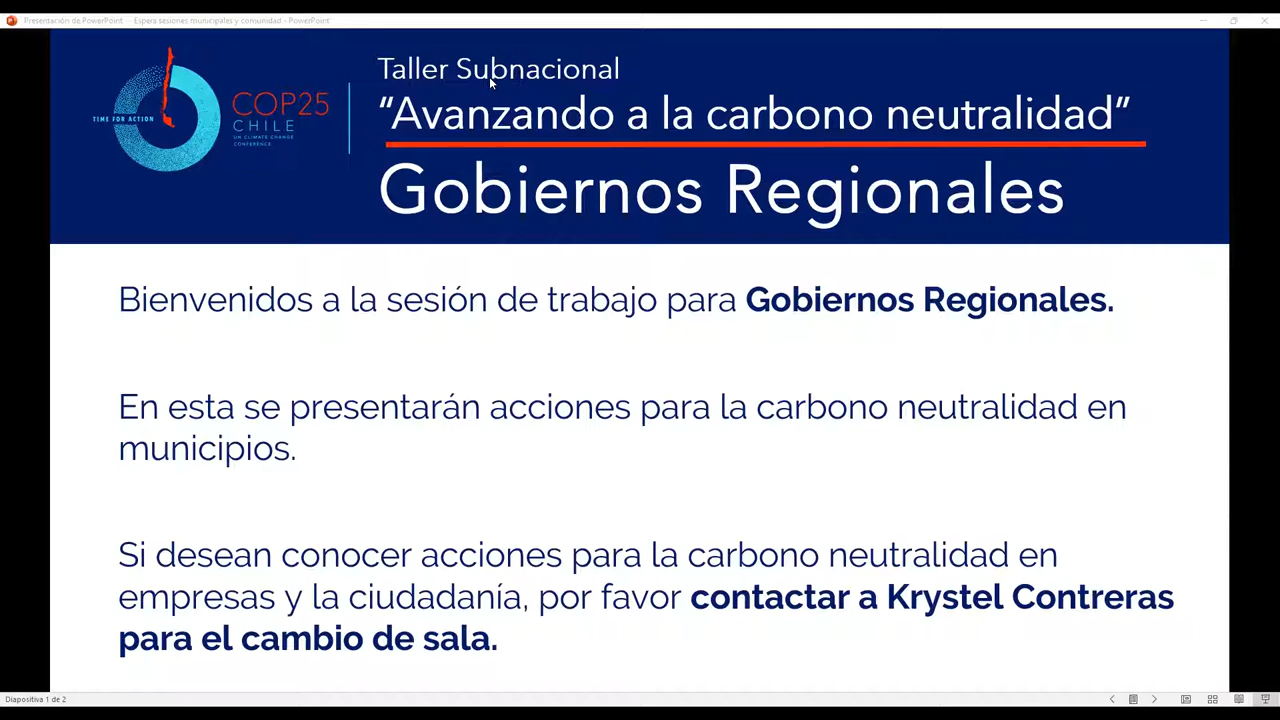 Presentación de PowerPoint - Espera sesiones municipales y comunidad - PowerPoint
Taller Subnacional
"Avanzando a la carbono neutralidad"
Gobiernos Regionales
TIME FOR ACTION
COP25
CHILE
UN CLIMATE CHANGE
CONFERENCE
Bienvenidos a la sesión de trabajo para Gobiernos Regionales.
En esta se presentarán acciones para la carbono neutralidad en
municipios.
Si desean conocer acciones para la carbono neutralidad en
empresas y la ciudadanía, por favor contactar a Krystel Contreras
para el cambio de sala.
Diapositiva 1 de 2